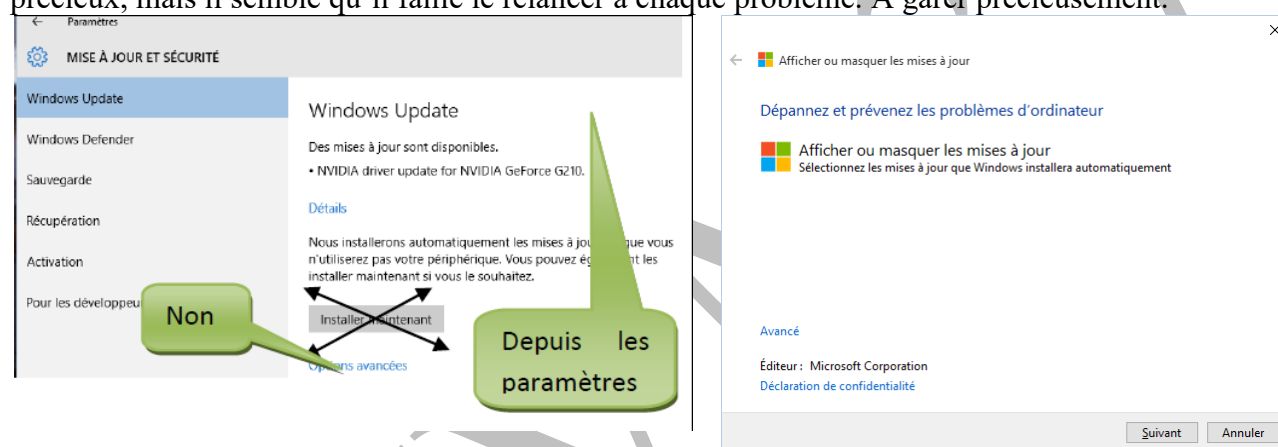 précieux, mais il semble qu'il faille le relancer à chaque problème. A garer précieusement.
Paramètres
MISE À JOUR ET SÉCURITÉ
Windows Update
Windows Defender
Sauvegarde
Récupération
Activation
Pour les développeu
Windows Update
Des mises à jour sont disponibles.
• NVIDIA driver update for NVIDIA GeForce G210.
Détails
Nous installerons automatiquement les mises à jou que vous
n'utiliserez pas votre périphérique. Vous pouvez ég nt les
installer maintenant si vous le souhaitez.
Installer maintenant
Options avancées
Non
Depuis les
paramètres
Afficher ou masquer les mises à jour
Dépannez et prévenez les problèmes d'ordinateur
Afficher ou masquer les mises à jour
Sélectionnez les mises à jour que Windows installera automatiquement
Avancé
Éditeur : Microsoft Corporation
Déclaration de confidentialité
Suivant
Annuler